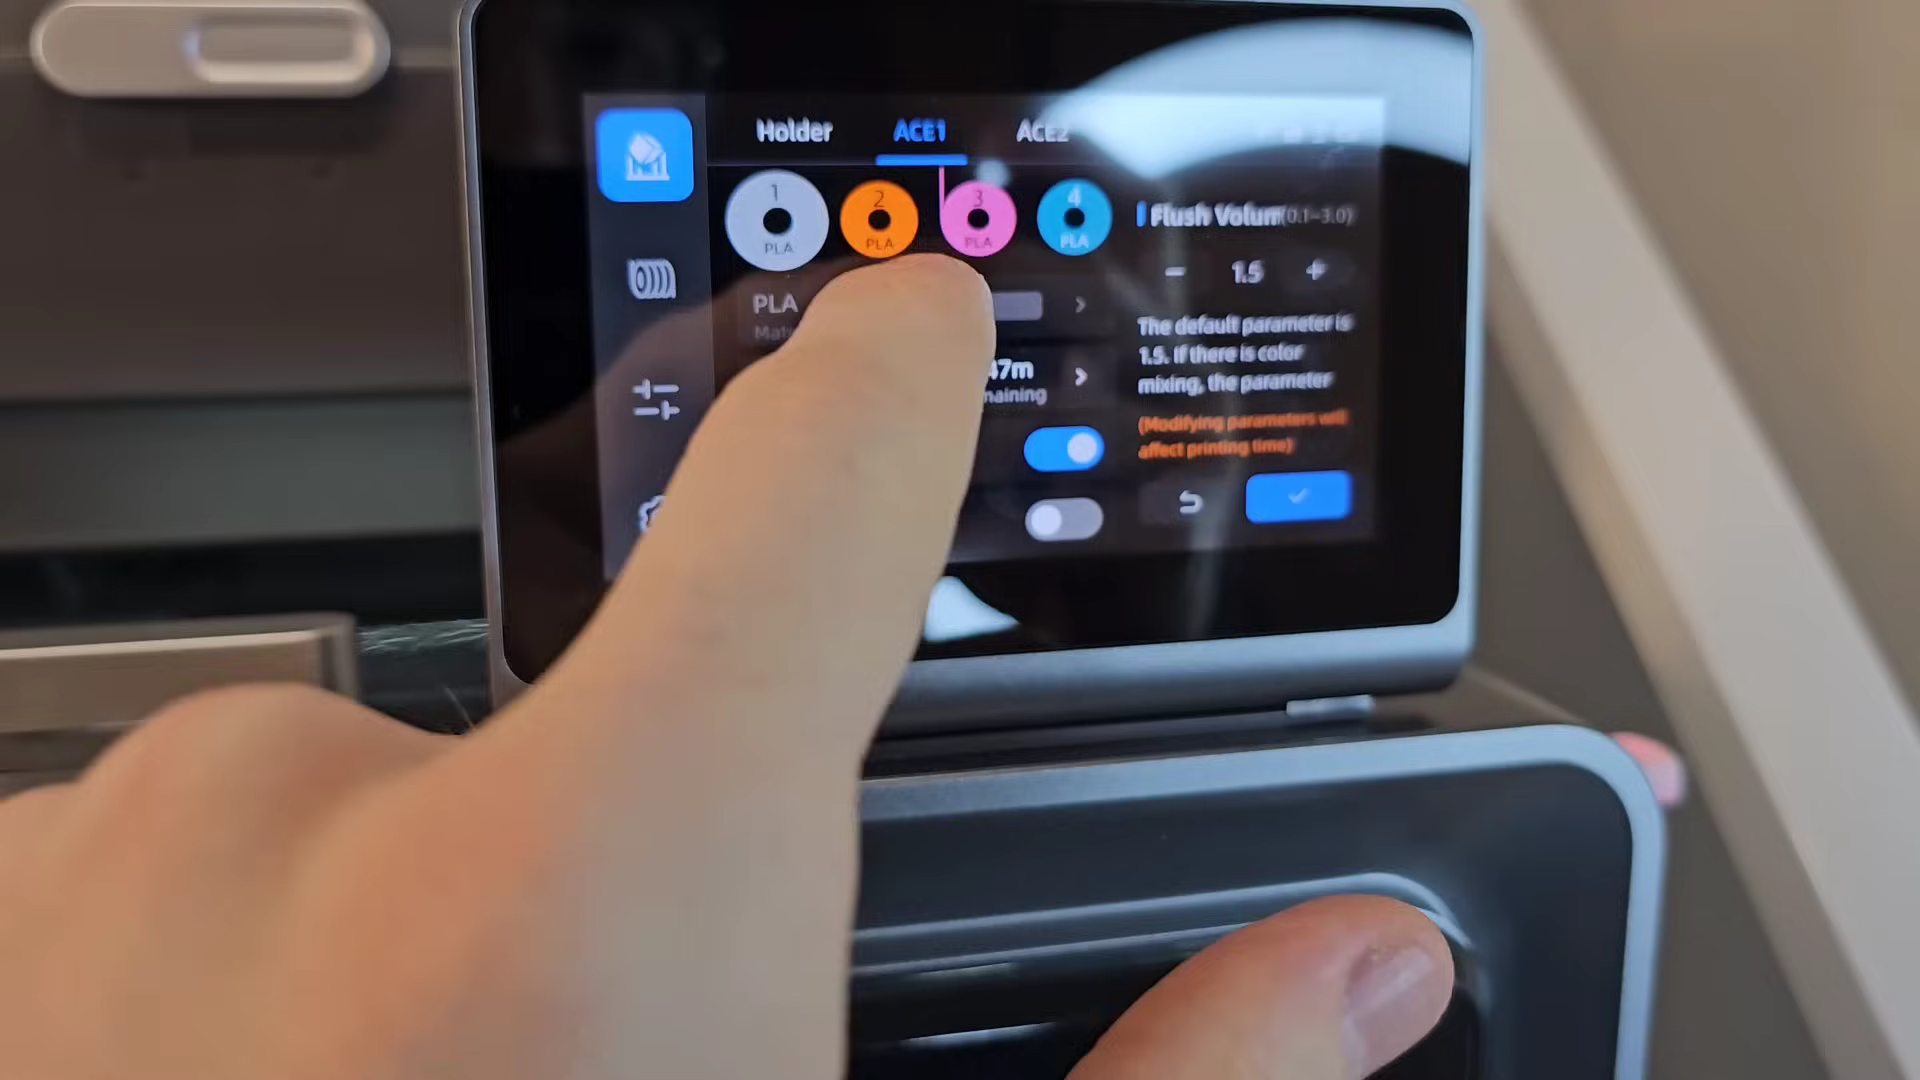 Holder ACE1 ACE2
1 2 3 4
PLA PLA PLA PLA
PLA
47m
Flush Volum (0.1-3.0)
1.5
The default parameter is
1.5. If there is color
mixing, the parameter
(Modifying parameters will
affect printing time)